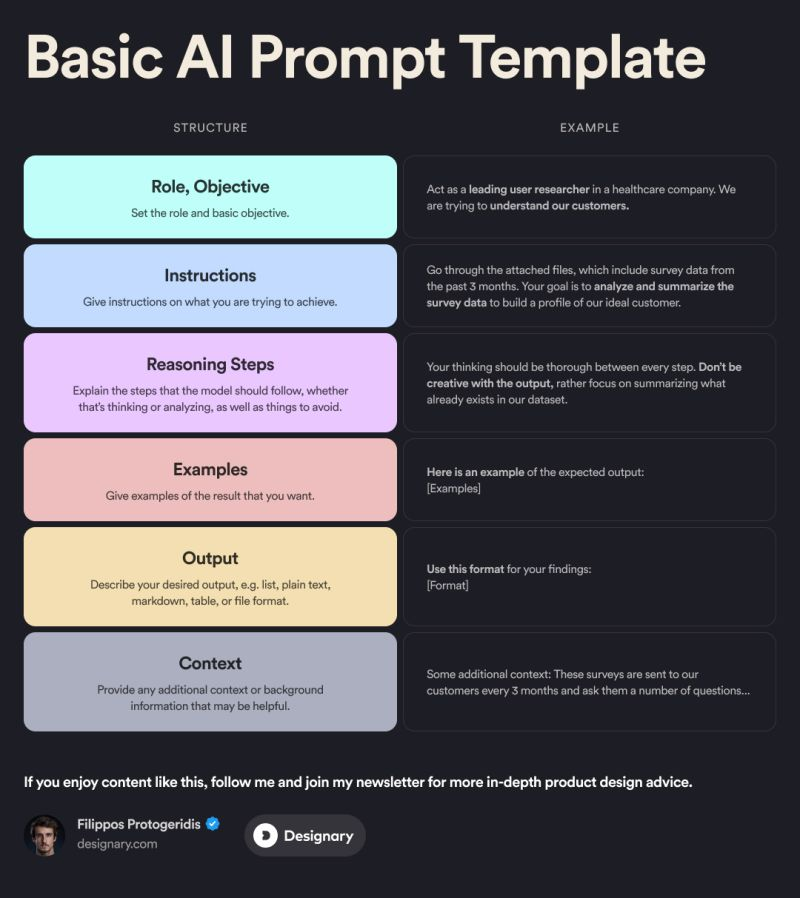 Basic AI Prompt Template
STRUCTURE
EXAMPLE
Role, Objective
Set the role and basic objective.
Act as a leading user researcher in a healthcare company. We
are trying to understand our customers.
Instructions
Give instructions on what you are trying to achieve.
Go through the attached files, which include survey data from
the past 3 months. Your goal is to analyze and summarize the
survey data to build a profile of our ideal customer.
Reasoning Steps
Explain the steps that the model should follow, whether
that's thinking or analyzing, as well as things to avoid.
Your thinking should be thorough between every step. Don't be
creative with the output, rather focus on summarizing what
already exists in our dataset.
Examples
Give examples of the result that you want.
Here is an example of the expected output:
[Examples]
Output
Describe your desired output, e.g. list, plain text,
markdown, table, or file format.
Use this format for your findings:
[Format]
Context
Provide any additional context or background
information that may be helpful.
Some additional context: These surveys are sent to our
customers every 3 months and ask them a number of questions...
If you enjoy content like this, follow me and join my newsletter for more in-depth product design advice.
Filippos Protogeridis
designary.com
Designary